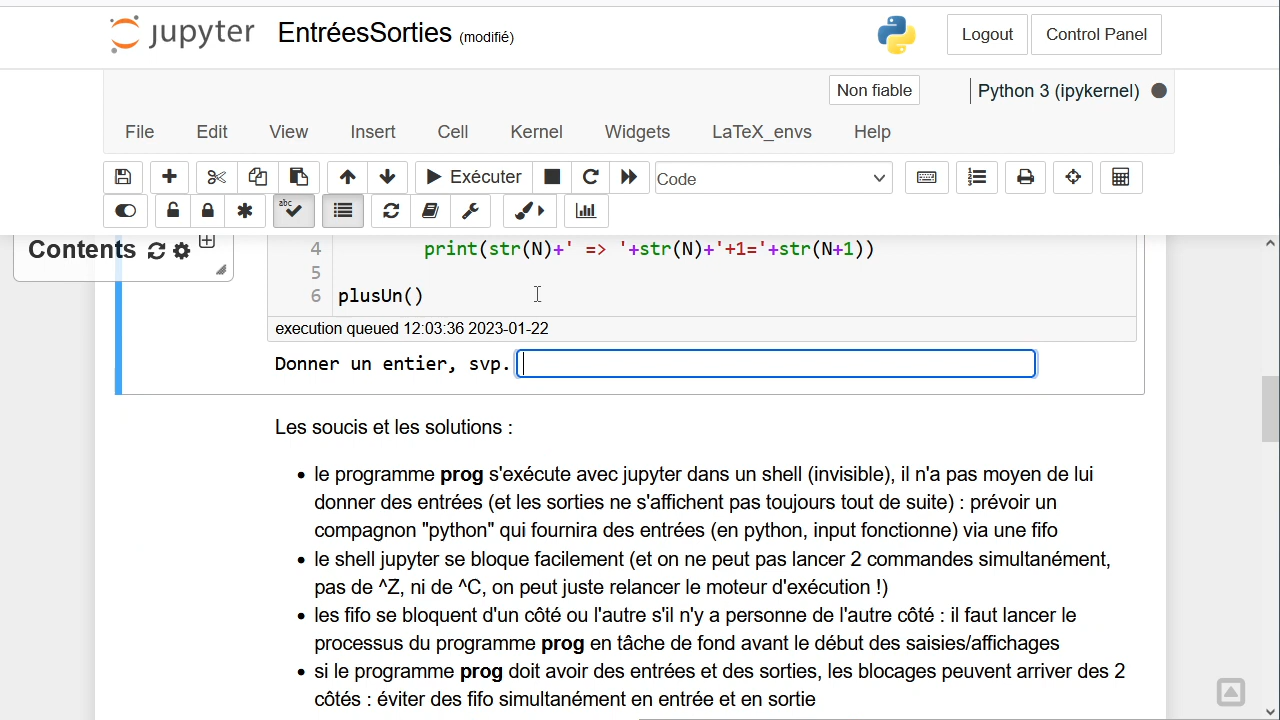 jupyter EntréesSorties (modifié) Logout Control Panel
Non fiable Python 3 (ipykernel)
File Edit View Insert Cell Kernel Widgets LaTeX_envs Help
Exécuter Code
abc
Contents
4 print(str(N)+' => '+str(N)+'+1='+str(N+1))
5
6 plusUn()
execution queued 12:03:36 2023-01-22
Donner un entier, svp.
Les soucis et les solutions :
• le programme prog s'exécute avec jupyter dans un shell (invisible), il n'a pas moyen de lui
donner des entrées (et les sorties ne s'affichent pas toujours tout de suite) : prévoir un
compagnon "python" qui fournira des entrées (en python, input fonctionne) via une fifo
• le shell jupyter se bloque facilement (et on ne peut pas lancer 2 commandes simultanément,
pas de ^Z, ni de ^C, on peut juste relancer le moteur d'exécution !)
• les fifo se bloquent d'un côté ou l'autre s'il n'y a personne de l'autre côté : il faut lancer le
processus du programme prog en tâche de fond avant le début des saisies/affichages
• si le programme prog doit avoir des entrées et des sorties, les blocages peuvent arriver des 2
côtés : éviter des fifo simultanément en entrée et en sortie